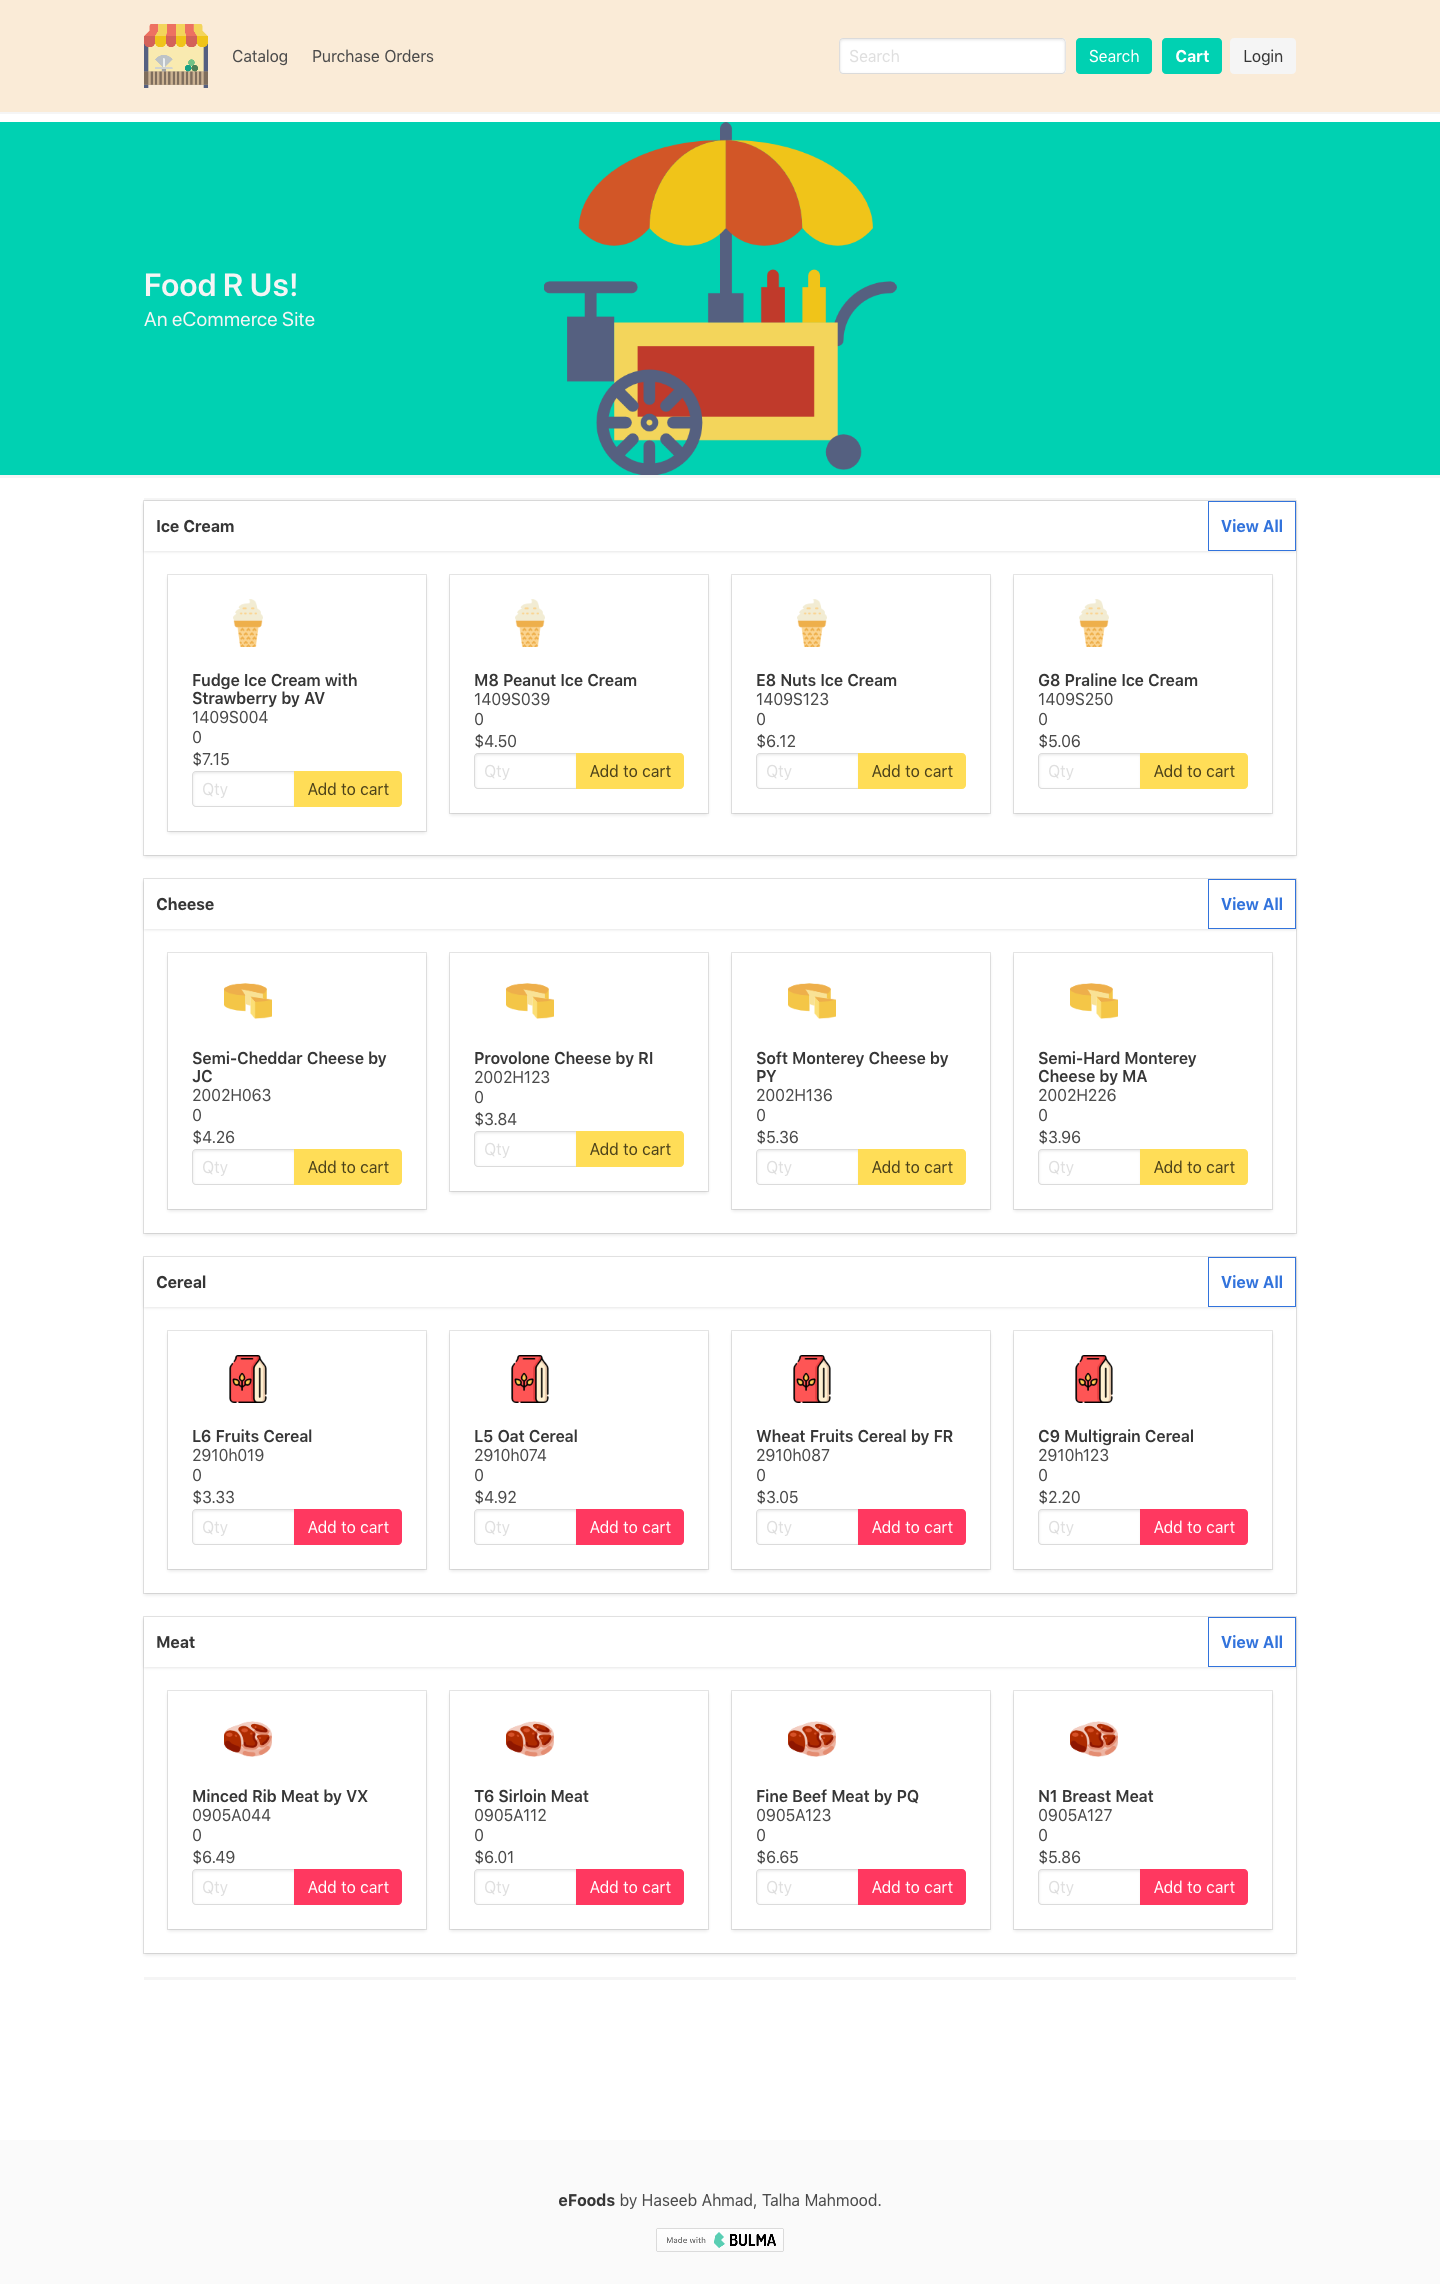 Catalog Purchase Orders Search Search Cart Login
Food R Us!
An eCommerce Site
Ice Cream View All
Fudge Ice Cream with
Strawberry by AV
1409S004
0
$7.15
Qty Add to cart
M8 Peanut Ice Cream
1409S039
0
$4.50
Qty Add to cart
E8 Nuts Ice Cream
1409S123
0
$6.12
Qty Add to cart
G8 Praline Ice Cream
1409S250
0
$5.06
Qty Add to cart
Cheese View All
Semi-Cheddar Cheese by
JC
2002H063
0
$4.26
Qty Add to cart
Provolone Cheese by RI
2002H123
0
$3.84
Qty Add to cart
Soft Monterey Cheese by
PY
2002H136
0
$5.36
Qty Add to cart
Semi-Hard Monterey
Cheese by MA
2002H226
0
$3.96
Qty Add to cart
Cereal View All
L6 Fruits Cereal
2910h019
0
$3.33
Qty Add to cart
L5 Oat Cereal
2910h074
0
$4.92
Qty Add to cart
Wheat Fruits Cereal by FR
2910h087
0
$3.05
Qty Add to cart
C9 Multigrain Cereal
2910h123
0
$2.20
Qty Add to cart
Meat View All
Minced Rib Meat by VX
0905A044
0
$6.49
Qty Add to cart
T6 Sirloin Meat
0905A112
0
$6.01
Qty Add to cart
Fine Beef Meat by PQ
0905A123
0
$6.65
Qty Add to cart
N1 Breast Meat
0905A127
0
$5.86
Qty Add to cart
eFoods by Haseeb Ahmad, Talha Mahmood.
Made with BULMA